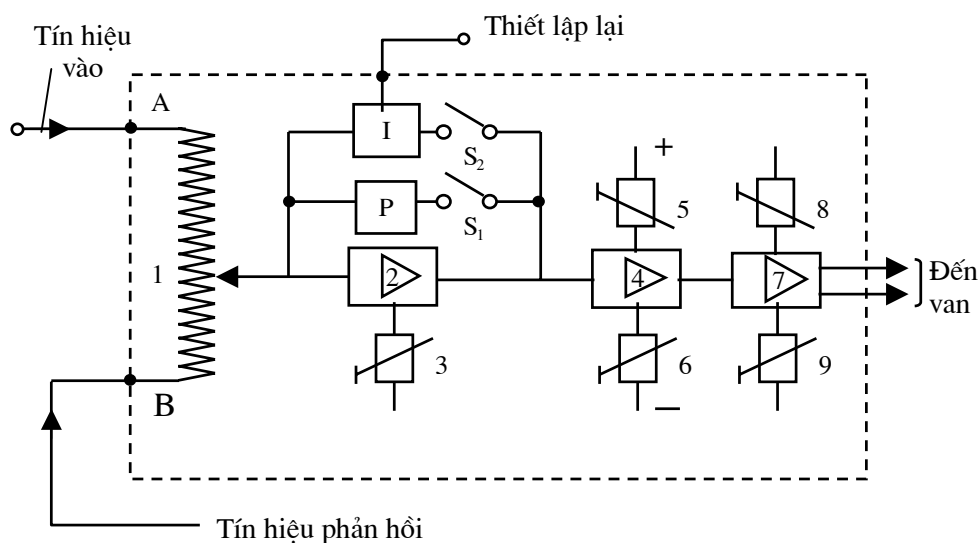 Thiết lập lại
Tín hiệu
vào
A
I
S2
P
S1
+
5
8
1
2
4
7
Đến
van
3
6
9
B
—
Tín hiệu phản hồi